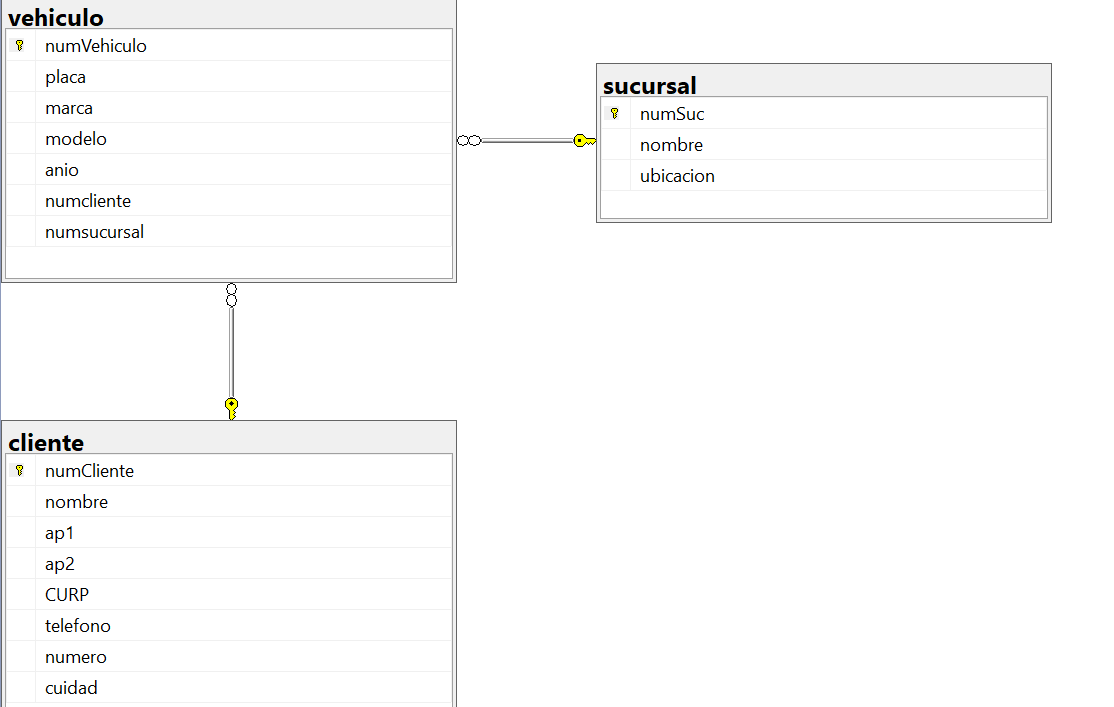 vehiculo
numVehiculo
placa
marca
modelo
anio
numcliente
numsucursal
sucursal
numSuc
nombre
ubicacion
cliente
numCliente
nombre
ap1
ap2
CURP
telefono
numero
cuidad